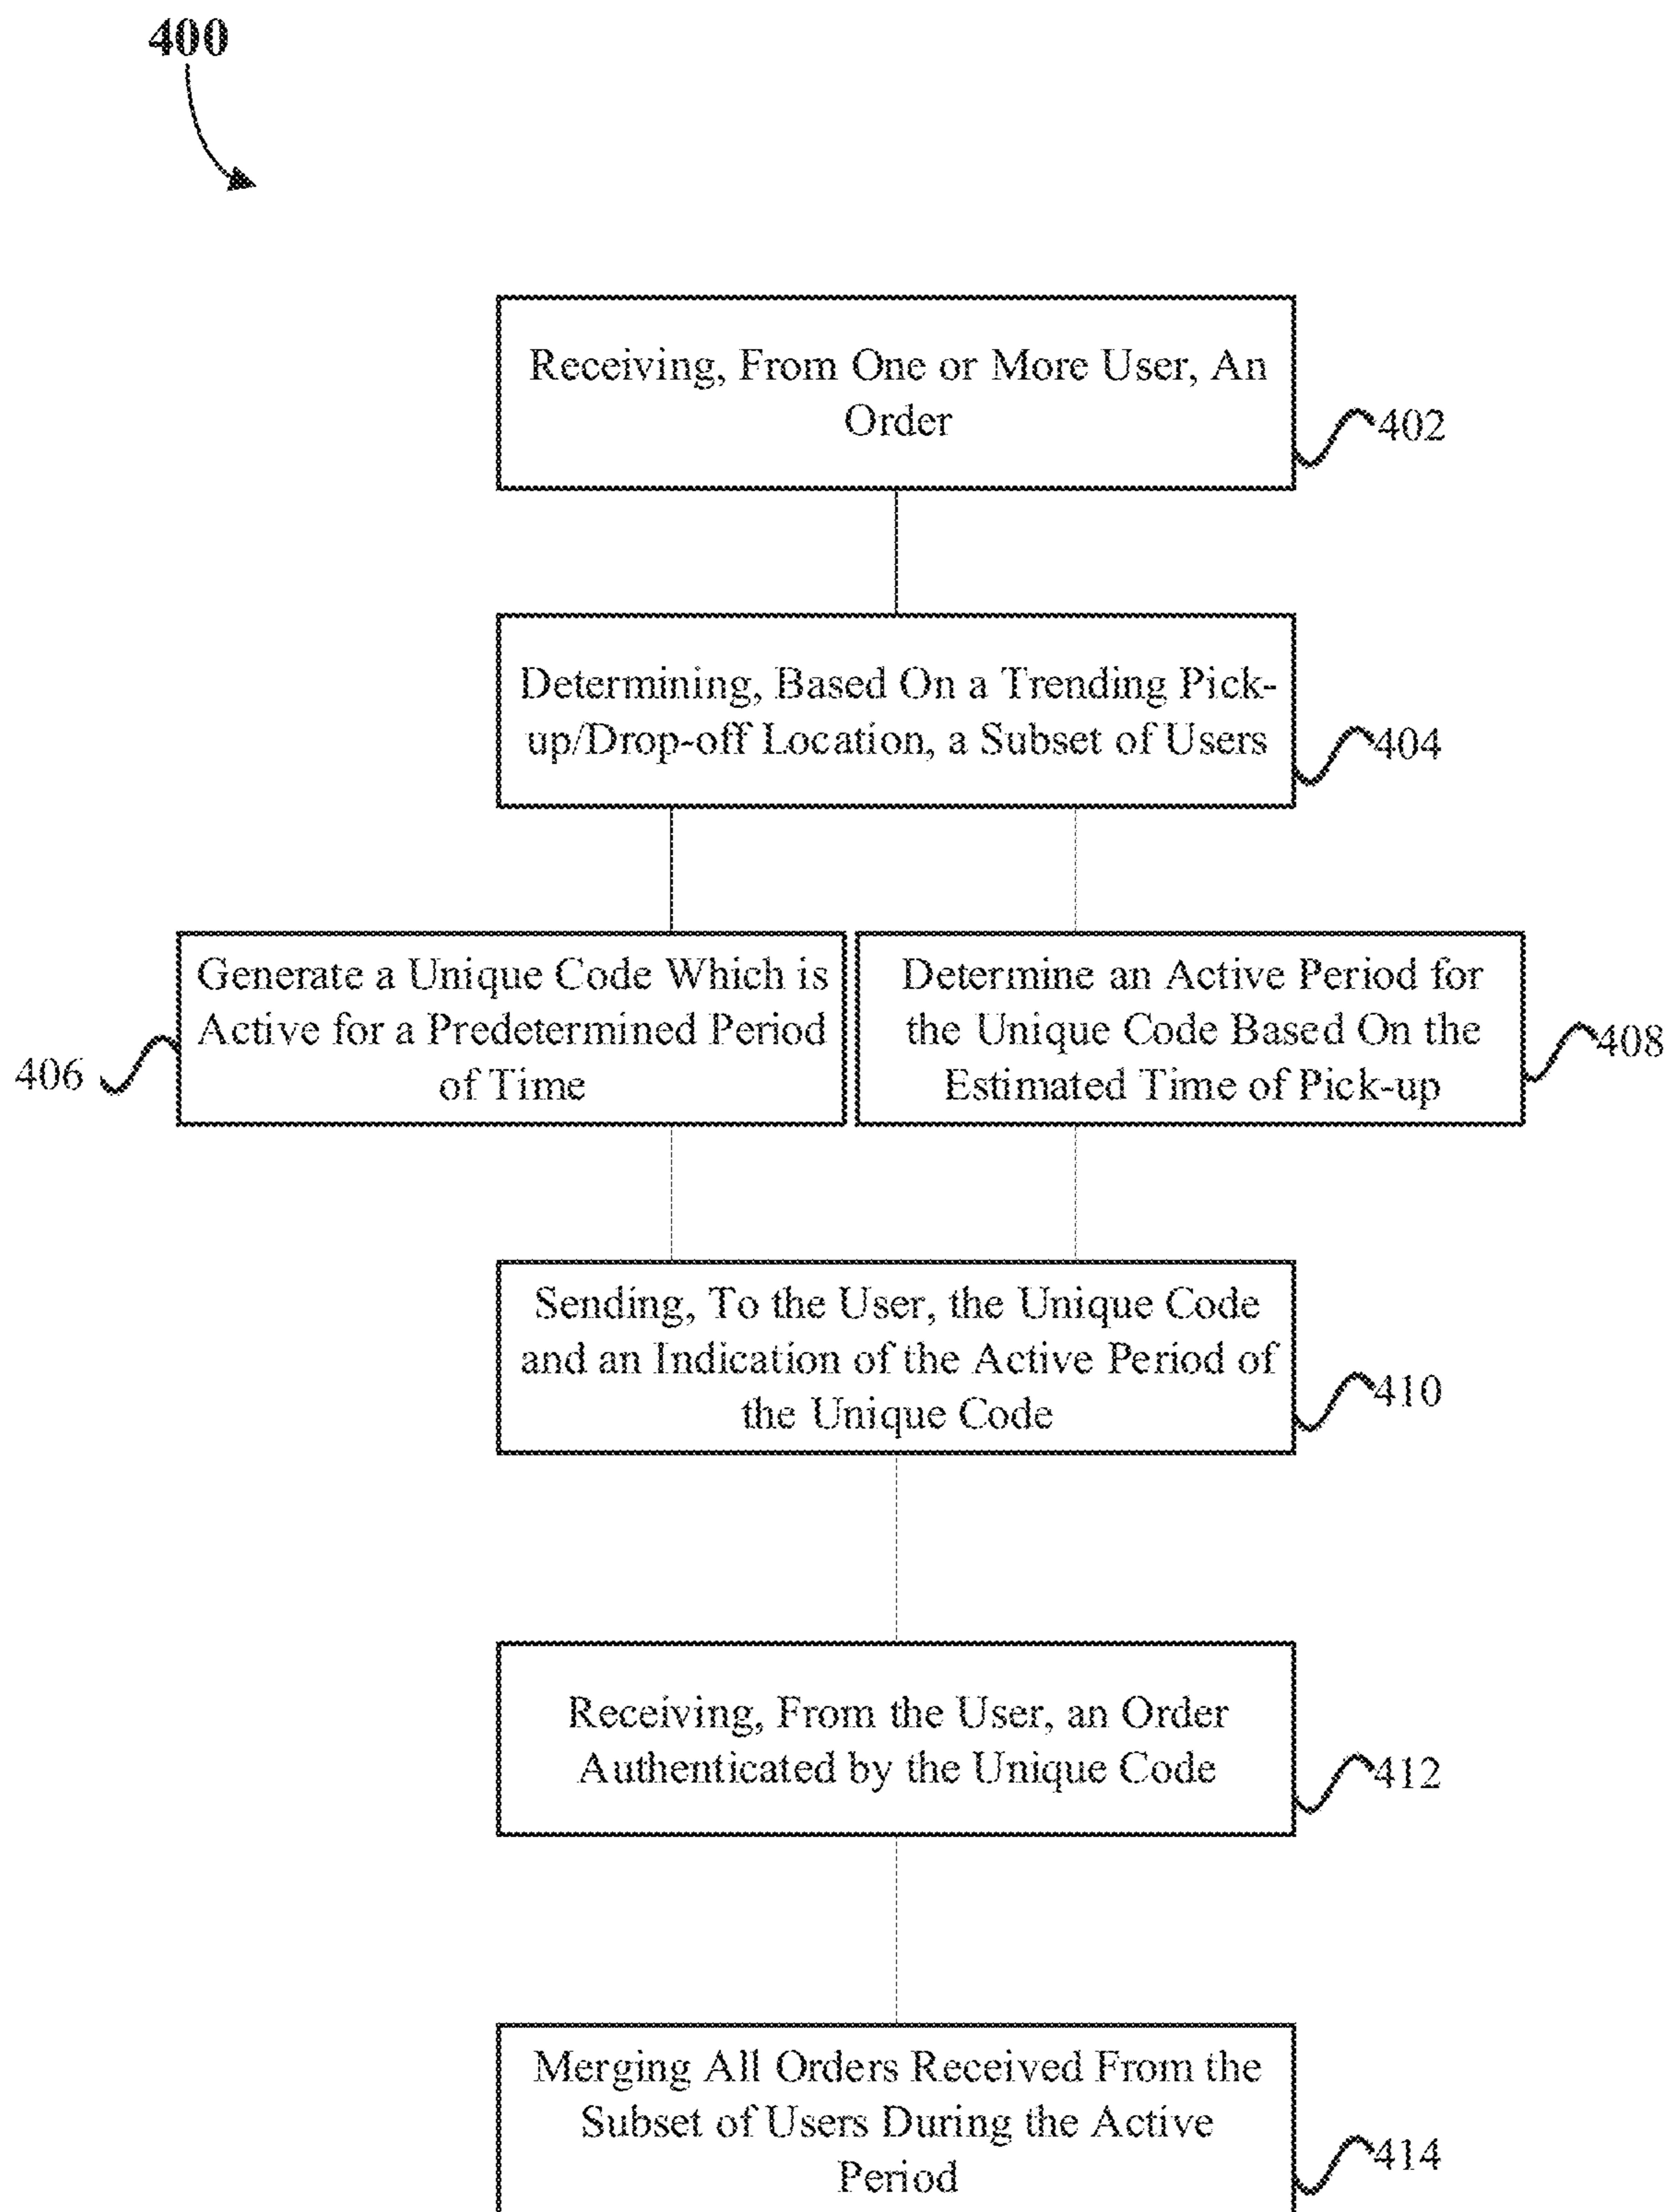 400
Receiving, From One or More User, An
Order
402
Determining, Based On a Trending Pick-
up/Drop-off Location, a Subset of Users
404
Generate a Unique Code Which is
Active for a Predetermined Period
of Time
406
Determine an Active Period for
the Unique Code Based On the
Estimated Time of Pick-up
408
Sending, To the User, the Unique Code
and an Indication of the Active Period of
the Unique Code
410
Receiving, From the User, an Order
Authenticated by the Unique Code
412
Merging All Orders Received From the
Subset of Users During the Active
Period
414